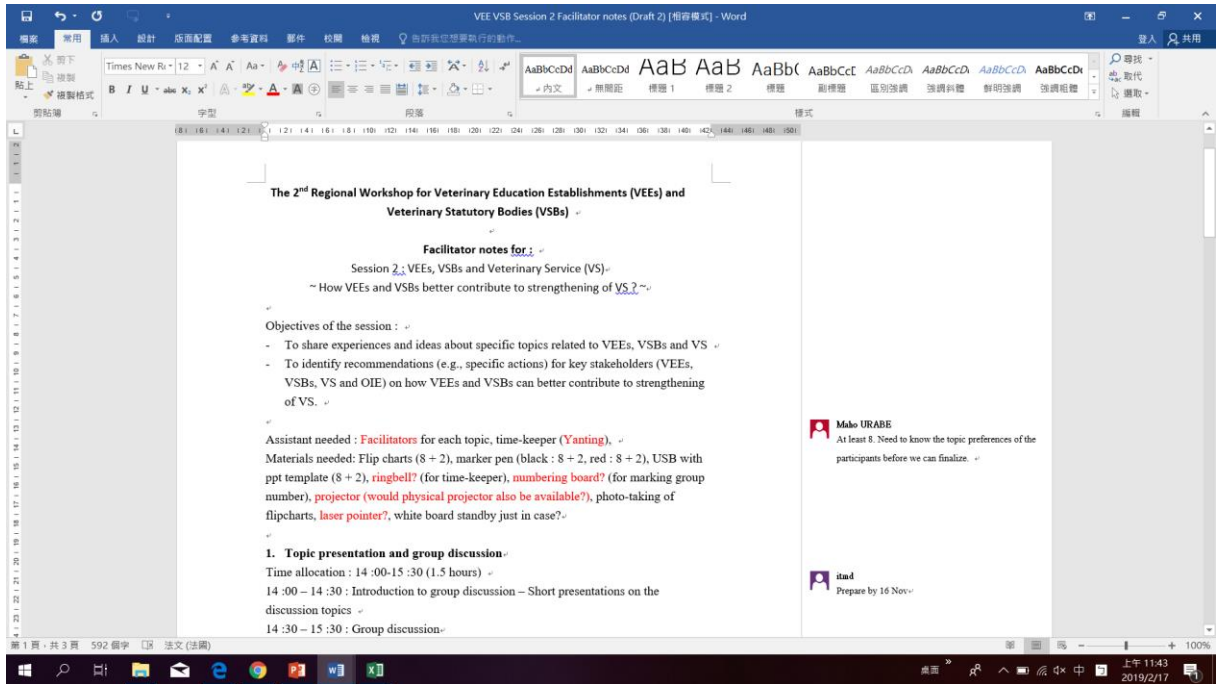 VEE VSB Session 2 Facilitator notes (Draft 2) [相容模式] - Word
檔案 常用 插入 設計 版面配置 參考資料 郵件 校閱 檢視 告訴我您想要執行的動作... 登入 共用
貼上
剪下
複製
複製格式
剪貼簿
Times New Ro 12
字型
段落
AaBbCcDd AaBbCcDd AaB AaB AaBb( AaBbCcE AaBbCcD AaBbCcD AaBbCcD AaBbCcD
內文 無間距 標題 1 標題 2 標題 副標題 區別強調 強調斜體 鮮明強調 強調粗體
樣式
尋找
取代
選取
編輯
The 2nd Regional Workshop for Veterinary Education Establishments (VEEs) and
Veterinary Statutory Bodies (VSBs)
Facilitator notes for :
Session 2 : VEEs, VSBs and Veterinary Service (VS)
~ How VEEs and VSBs better contribute to strengthening of VS ? ~
Objectives of the session :
- To share experiences and ideas about specific topics related to VEEs, VSBs and VS
- To identify recommendations (e.g., specific actions) for key stakeholders (VEEs,
VSBs, VS and OIE) on how VEEs and VSBs can better contribute to strengthening
of VS.
Assistant needed : Facilitators for each topic, time-keeper (Yanting),
Materials needed: Flip charts (8 + 2), marker pen (black : 8 + 2, red : 8 + 2), USB with
ppt template (8 + 2), ringbell? (for time-keeper), numbering board? (for marking group
number), projector (would physical projector also be available?), photo-taking of
flipcharts, laser pointer?, white board standby just in case?
1. Topic presentation and group discussion
Time allocation : 14 :00-15 :30 (1.5 hours)
14 :00 – 14 :30 : Introduction to group discussion – Short presentations on the
discussion topics
14 :30 – 15 :30 : Group discussion
Maho URABE
At least 8. Need to know the topic preferences of the
participants before we can finalize.
itmd
Prepare by 16 Nov
第 1 頁，共 3 頁 592 個字 法文 (法國) 100%
桌面 中 上午 11:43
2019/2/17